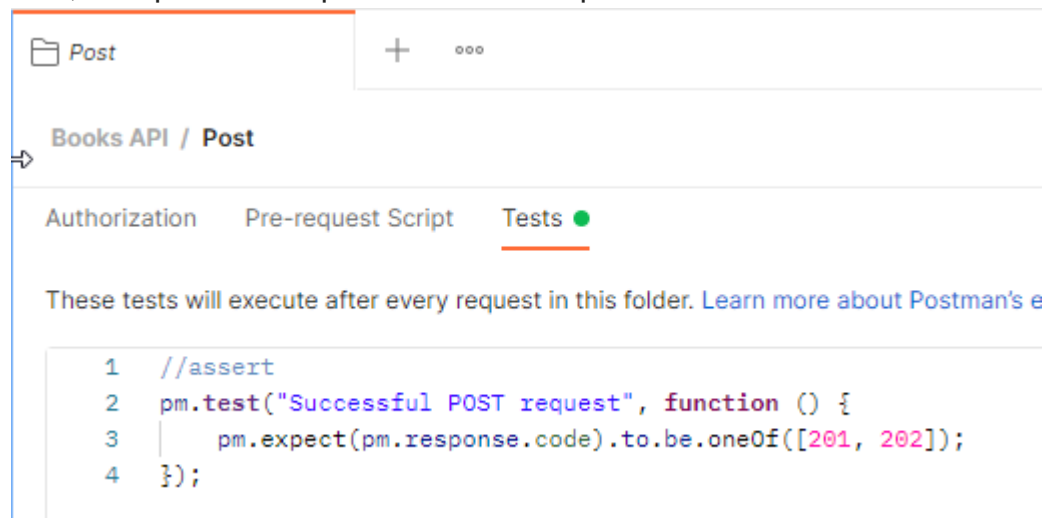 Post
Books API / Post
Authorization Pre-request Script Tests
These tests will execute after every request in this folder. Learn more about Postman's e
1 //assert
2 pm.test("Successful POST request", function () {
3 pm.expect(pm.response.code).to.be.oneOf([201, 202]);
4 });